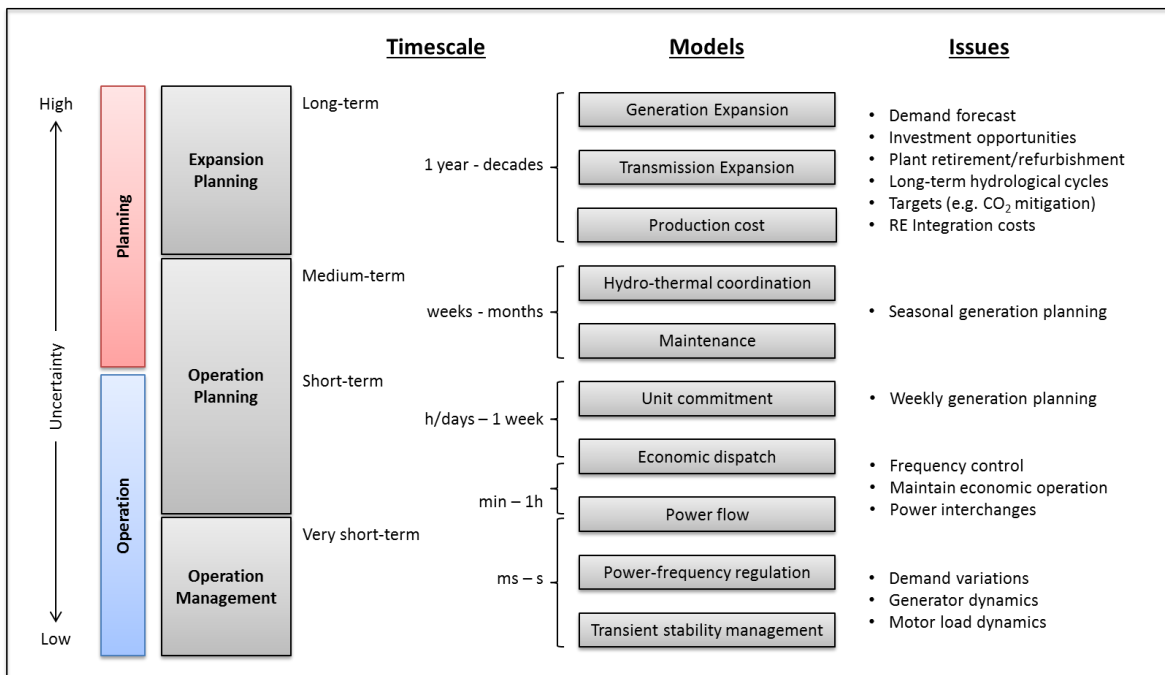 Timescale
Models
Issues
High
Uncertainty
Low
Planning
Operation
Expansion
Planning
Operation
Planning
Operation
Management
Long-term
Medium-term
Short-term
Very short-term
1 year - decades
weeks - months
h/days – 1 week
min – 1h
ms – s
Generation Expansion
Transmission Expansion
Production cost
Hydro-thermal coordination
Maintenance
Unit commitment
Economic dispatch
Power flow
Power-frequency regulation
Transient stability management
• Demand forecast
• Investment opportunities
• Plant retirement/refurbishment
• Long-term hydrological cycles
• Targets (e.g. CO₂ mitigation)
• RE Integration costs
• Seasonal generation planning
• Weekly generation planning
• Frequency control
• Maintain economic operation
• Power interchanges
• Demand variations
• Generator dynamics
• Motor load dynamics